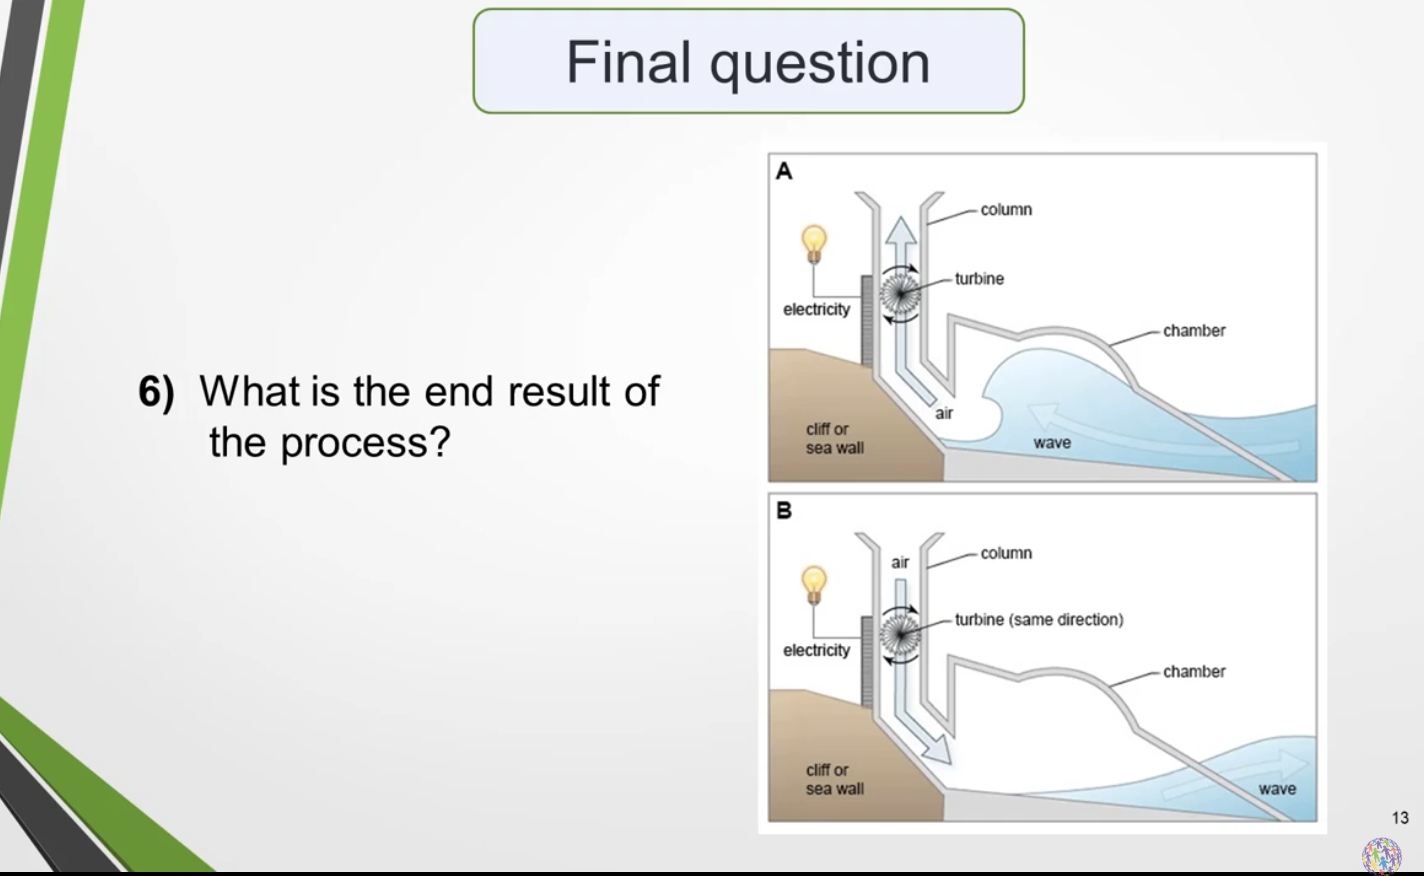 Final question
6) What is the end result of
the process?
A
column
turbine
electricity
chamber
air
cliff or
sea wall
wave
B
air
column
turbine (same direction)
electricity
chamber
cliff or
sea wall
wave
13